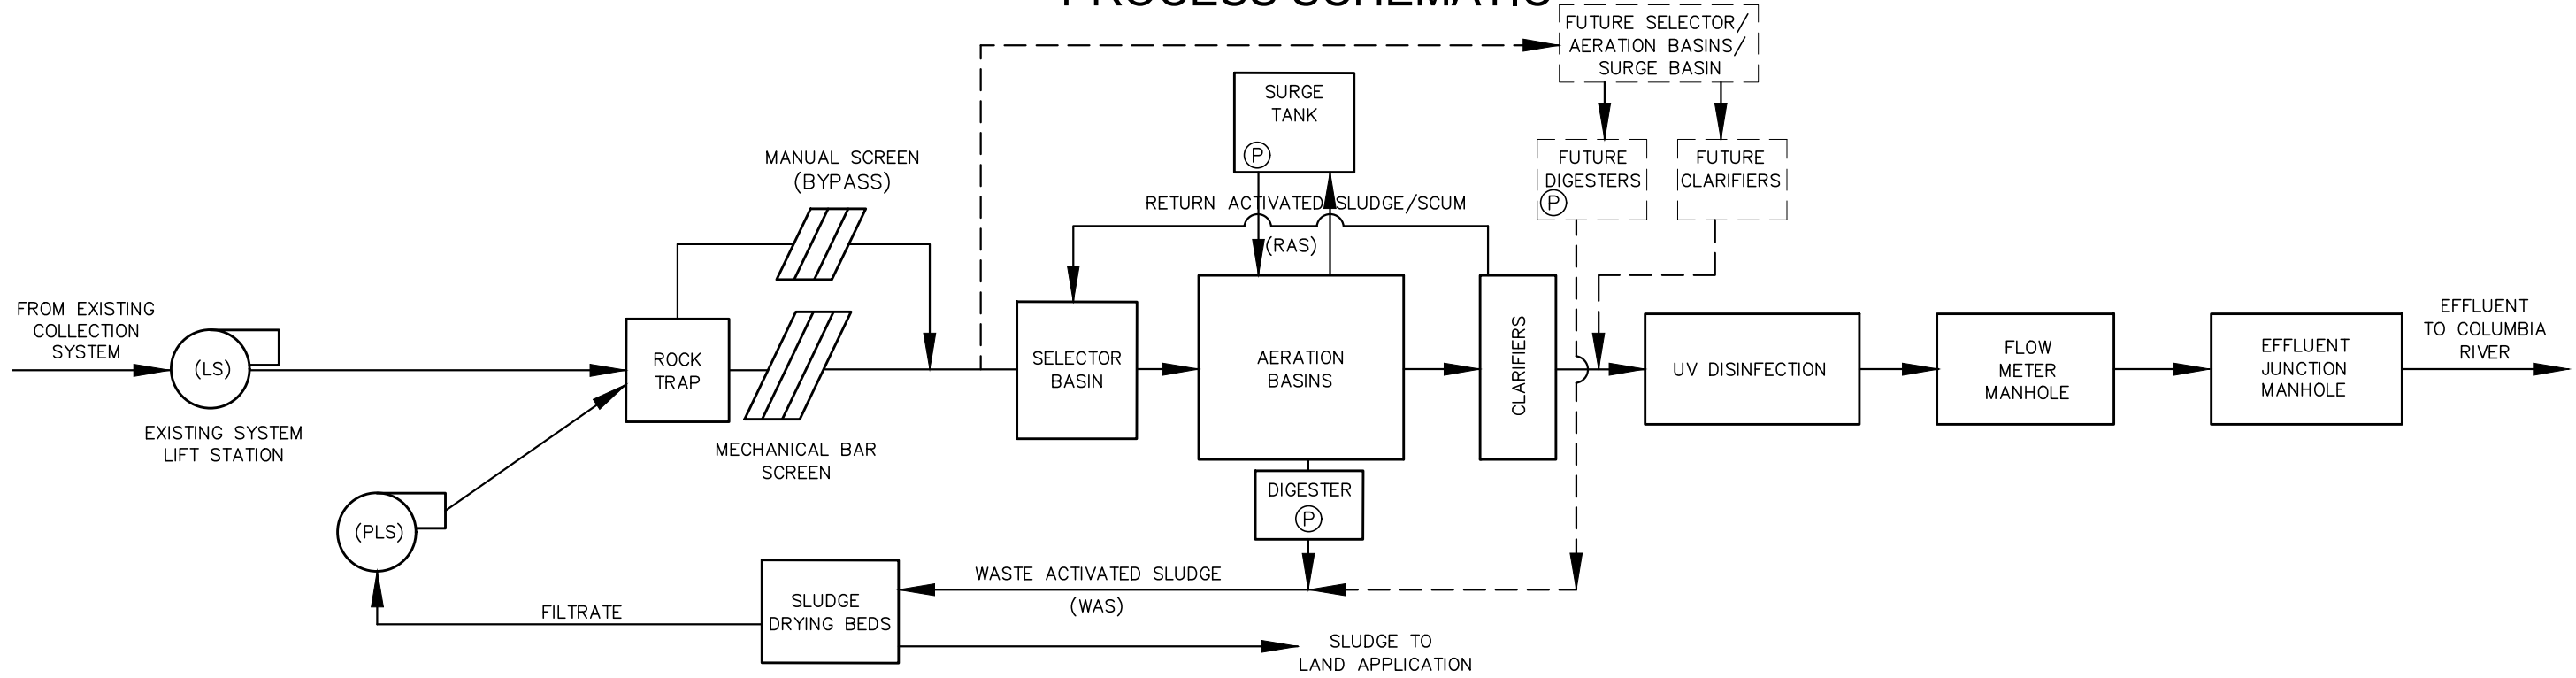 PROCESS SCHEMATIC
FUTURE SELECTOR/
AERATION BASINS/
SURGE BASIN
SURGE
TANK
P
FUTURE
DIGESTERS
P
FUTURE
CLARIFIERS
MANUAL SCREEN
(BYPASS)
RETURN ACTIVATED SLUDGE/SCUM
(RAS)
FROM EXISTING
COLLECTION
SYSTEM
(LS)
EXISTING SYSTEM
LIFT STATION
ROCK
TRAP
MECHANICAL BAR
SCREEN
SELECTOR
BASIN
AERATION
BASINS
CLARIFIERS
UV DISINFECTION
FLOW
METER
MANHOLE
EFFLUENT
JUNCTION
MANHOLE
EFFLUENT
TO COLUMBIA
RIVER
DIGESTER
P
(PLS)
WASTE ACTIVATED SLUDGE
(WAS)
FILTRATE
SLUDGE
DRYING BEDS
SLUDGE TO
LAND APPLICATION